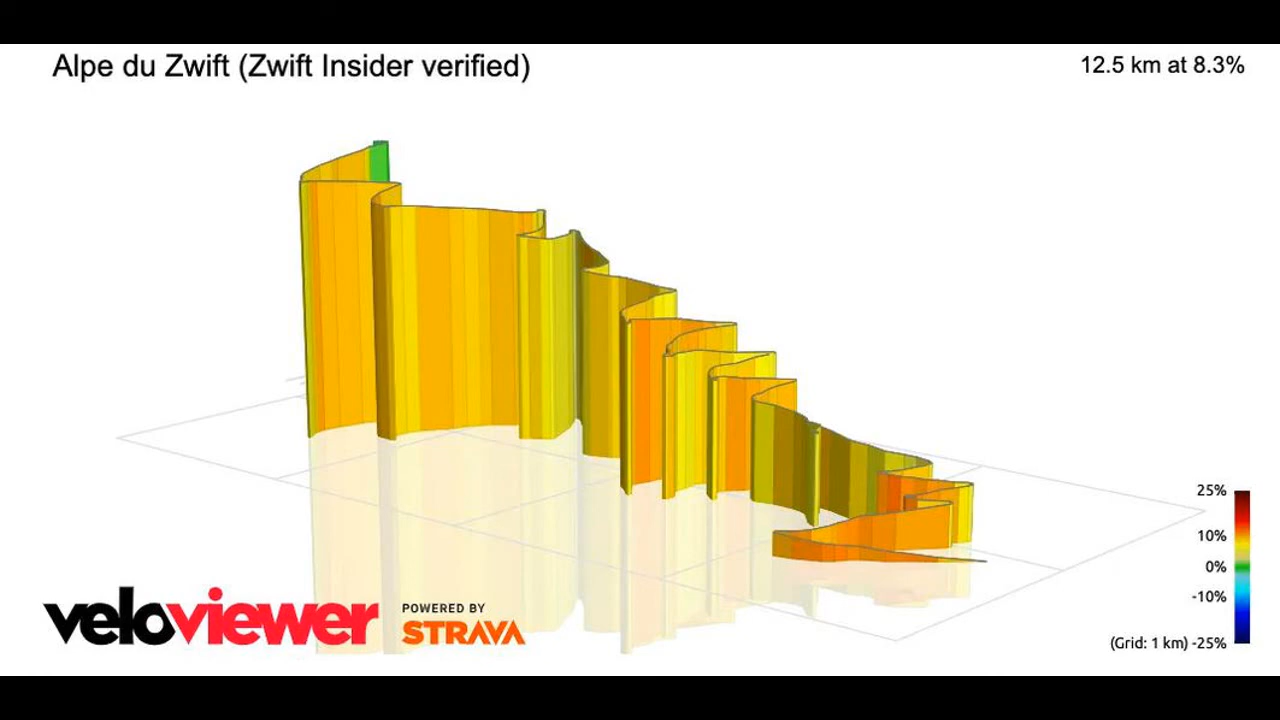 Alpe du Zwift (Zwift Insider verified)
12.5 km at 8.3%
25%
10%
0%
-10%
(Grid: 1 km) -25%
veloviewer
POWERED BY
STRAVA